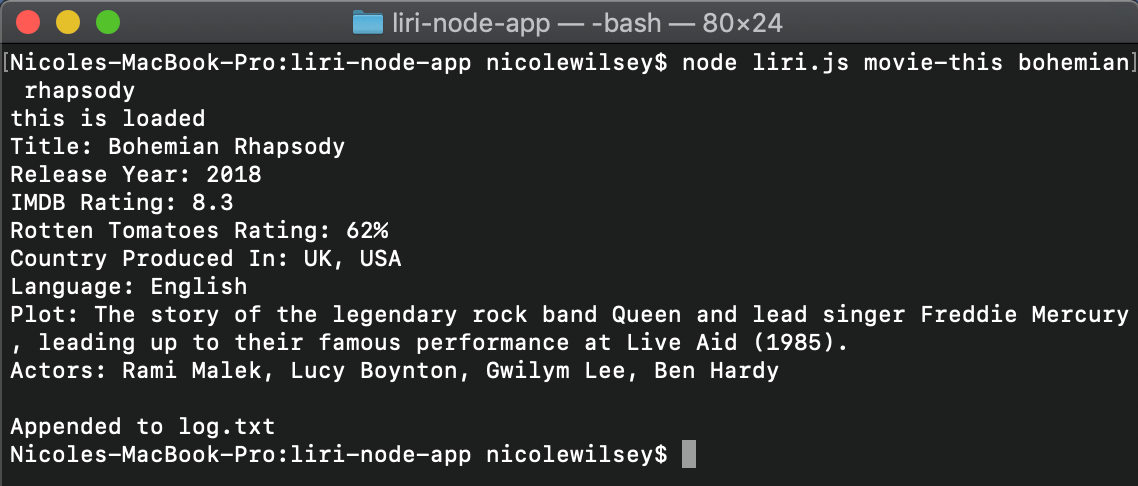 liri-node-app — -bash — 80×24
[Nicoles-MacBook-Pro:liri-node-app nicolewilsey$ node liri.js movie-this bohemian]
 rhapsody
this is loaded
Title: Bohemian Rhapsody
Release Year: 2018
IMDB Rating: 8.3
Rotten Tomatoes Rating: 62%
Country Produced In: UK, USA
Language: English
Plot: The story of the legendary rock band Queen and lead singer Freddie Mercury
, leading up to their famous performance at Live Aid (1985).
Actors: Rami Malek, Lucy Boynton, Gwilym Lee, Ben Hardy

Appended to log.txt
Nicoles-MacBook-Pro:liri-node-app nicolewilsey$